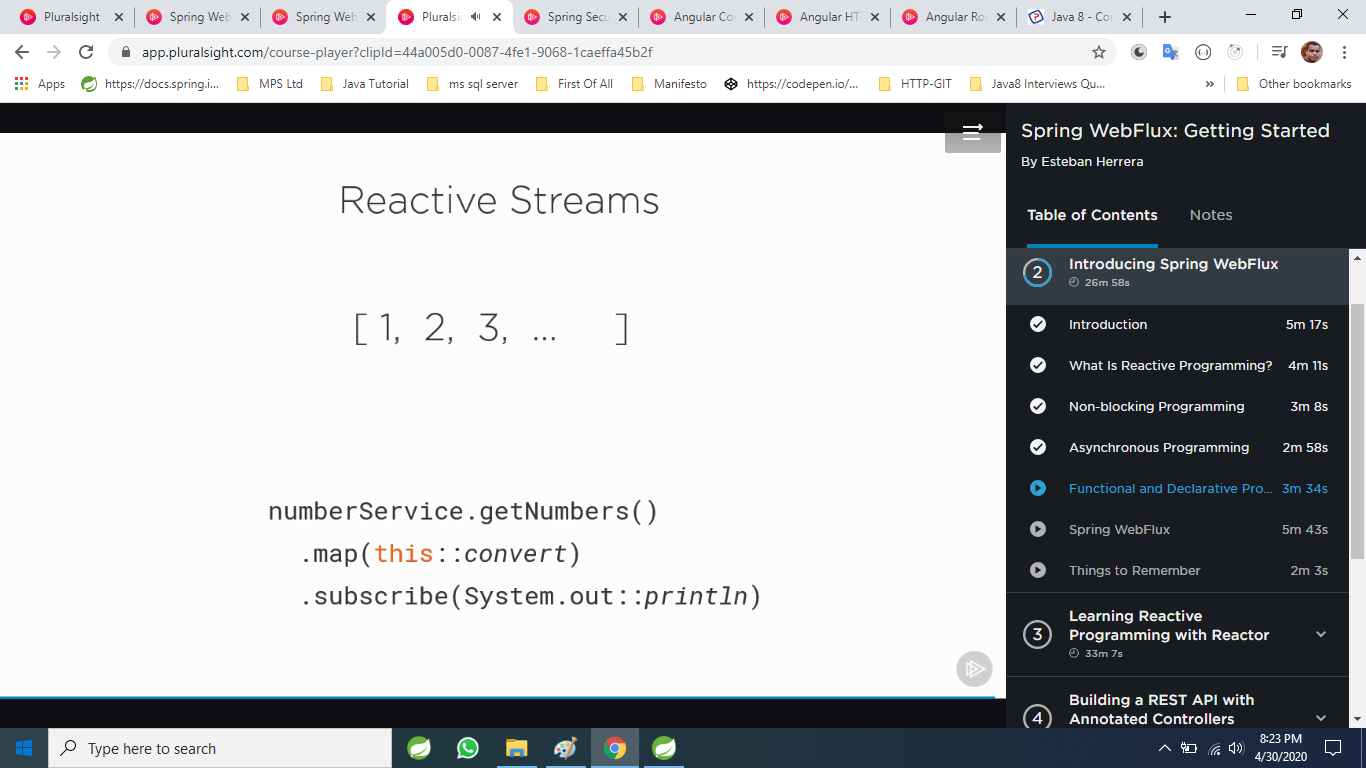 Pluralsight
Spring Web
Spring Web
Pluralsi
Spring Secu
Angular Co
Angular HT
Angular Ro
Java 8 - Co
app.pluralsight.com/course-player?clipId=44a005d0-0087-4fe1-9068-1caeffa45b2f
Apps
https://docs.spring.i...
MPS Ltd
Java Tutorial
ms sql server
First Of All
Manifesto
https://codepen.io/...
HTTP-GIT
Java8 Interviews Qu...
»
Other bookmarks
Reactive Streams
[ 1, 2, 3, ... ]
numberService.getNumbers()
.map(this::convert)
.subscribe(System.out::println)
Spring WebFlux: Getting Started
By Esteban Herrera
Table of Contents Notes
2 Introducing Spring WebFlux
26m 58s
Introduction 5m 17s
What Is Reactive Programming? 4m 11s
Non-blocking Programming 3m 8s
Asynchronous Programming 2m 58s
Functional and Declarative Pro... 3m 34s
Spring WebFlux 5m 43s
Things to Remember 2m 3s
3 Learning Reactive
Programming with Reactor
33m 7s
4 Building a REST API with
Annotated Controllers
Type here to search
8:23 PM
4/30/2020